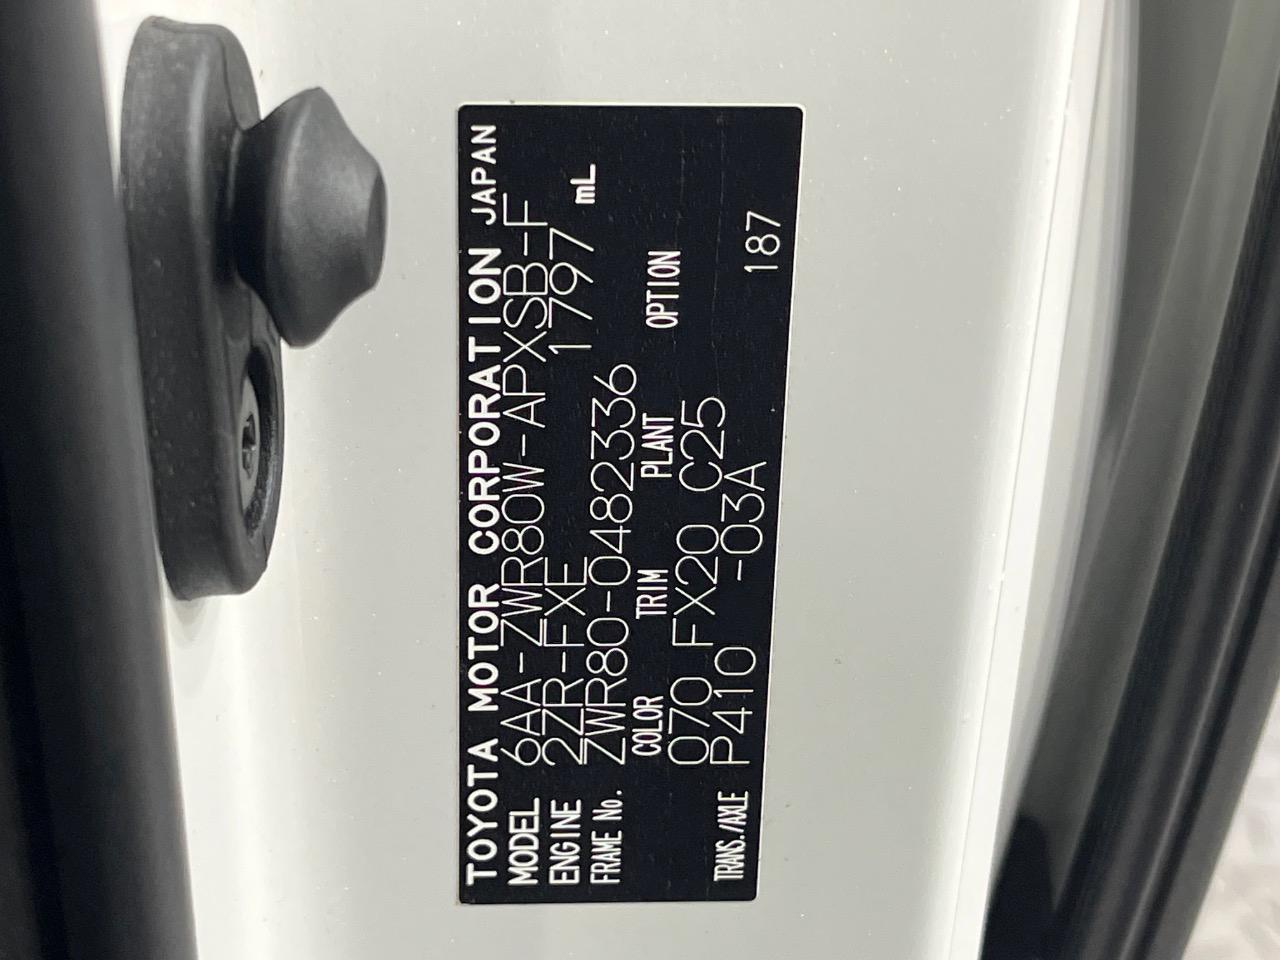 TOYOTA MOTOR CORPORATION JAPAN
MODEL 6AA-ZWR80W-APXSB-F
ENGINE 2ZR-FXE 1797 mL
FRAME No. ZWR80-0482336
COLOR TRIM PLANT OPTION
070 FX20 C25
TRANS./AXLE P410 -03A 187